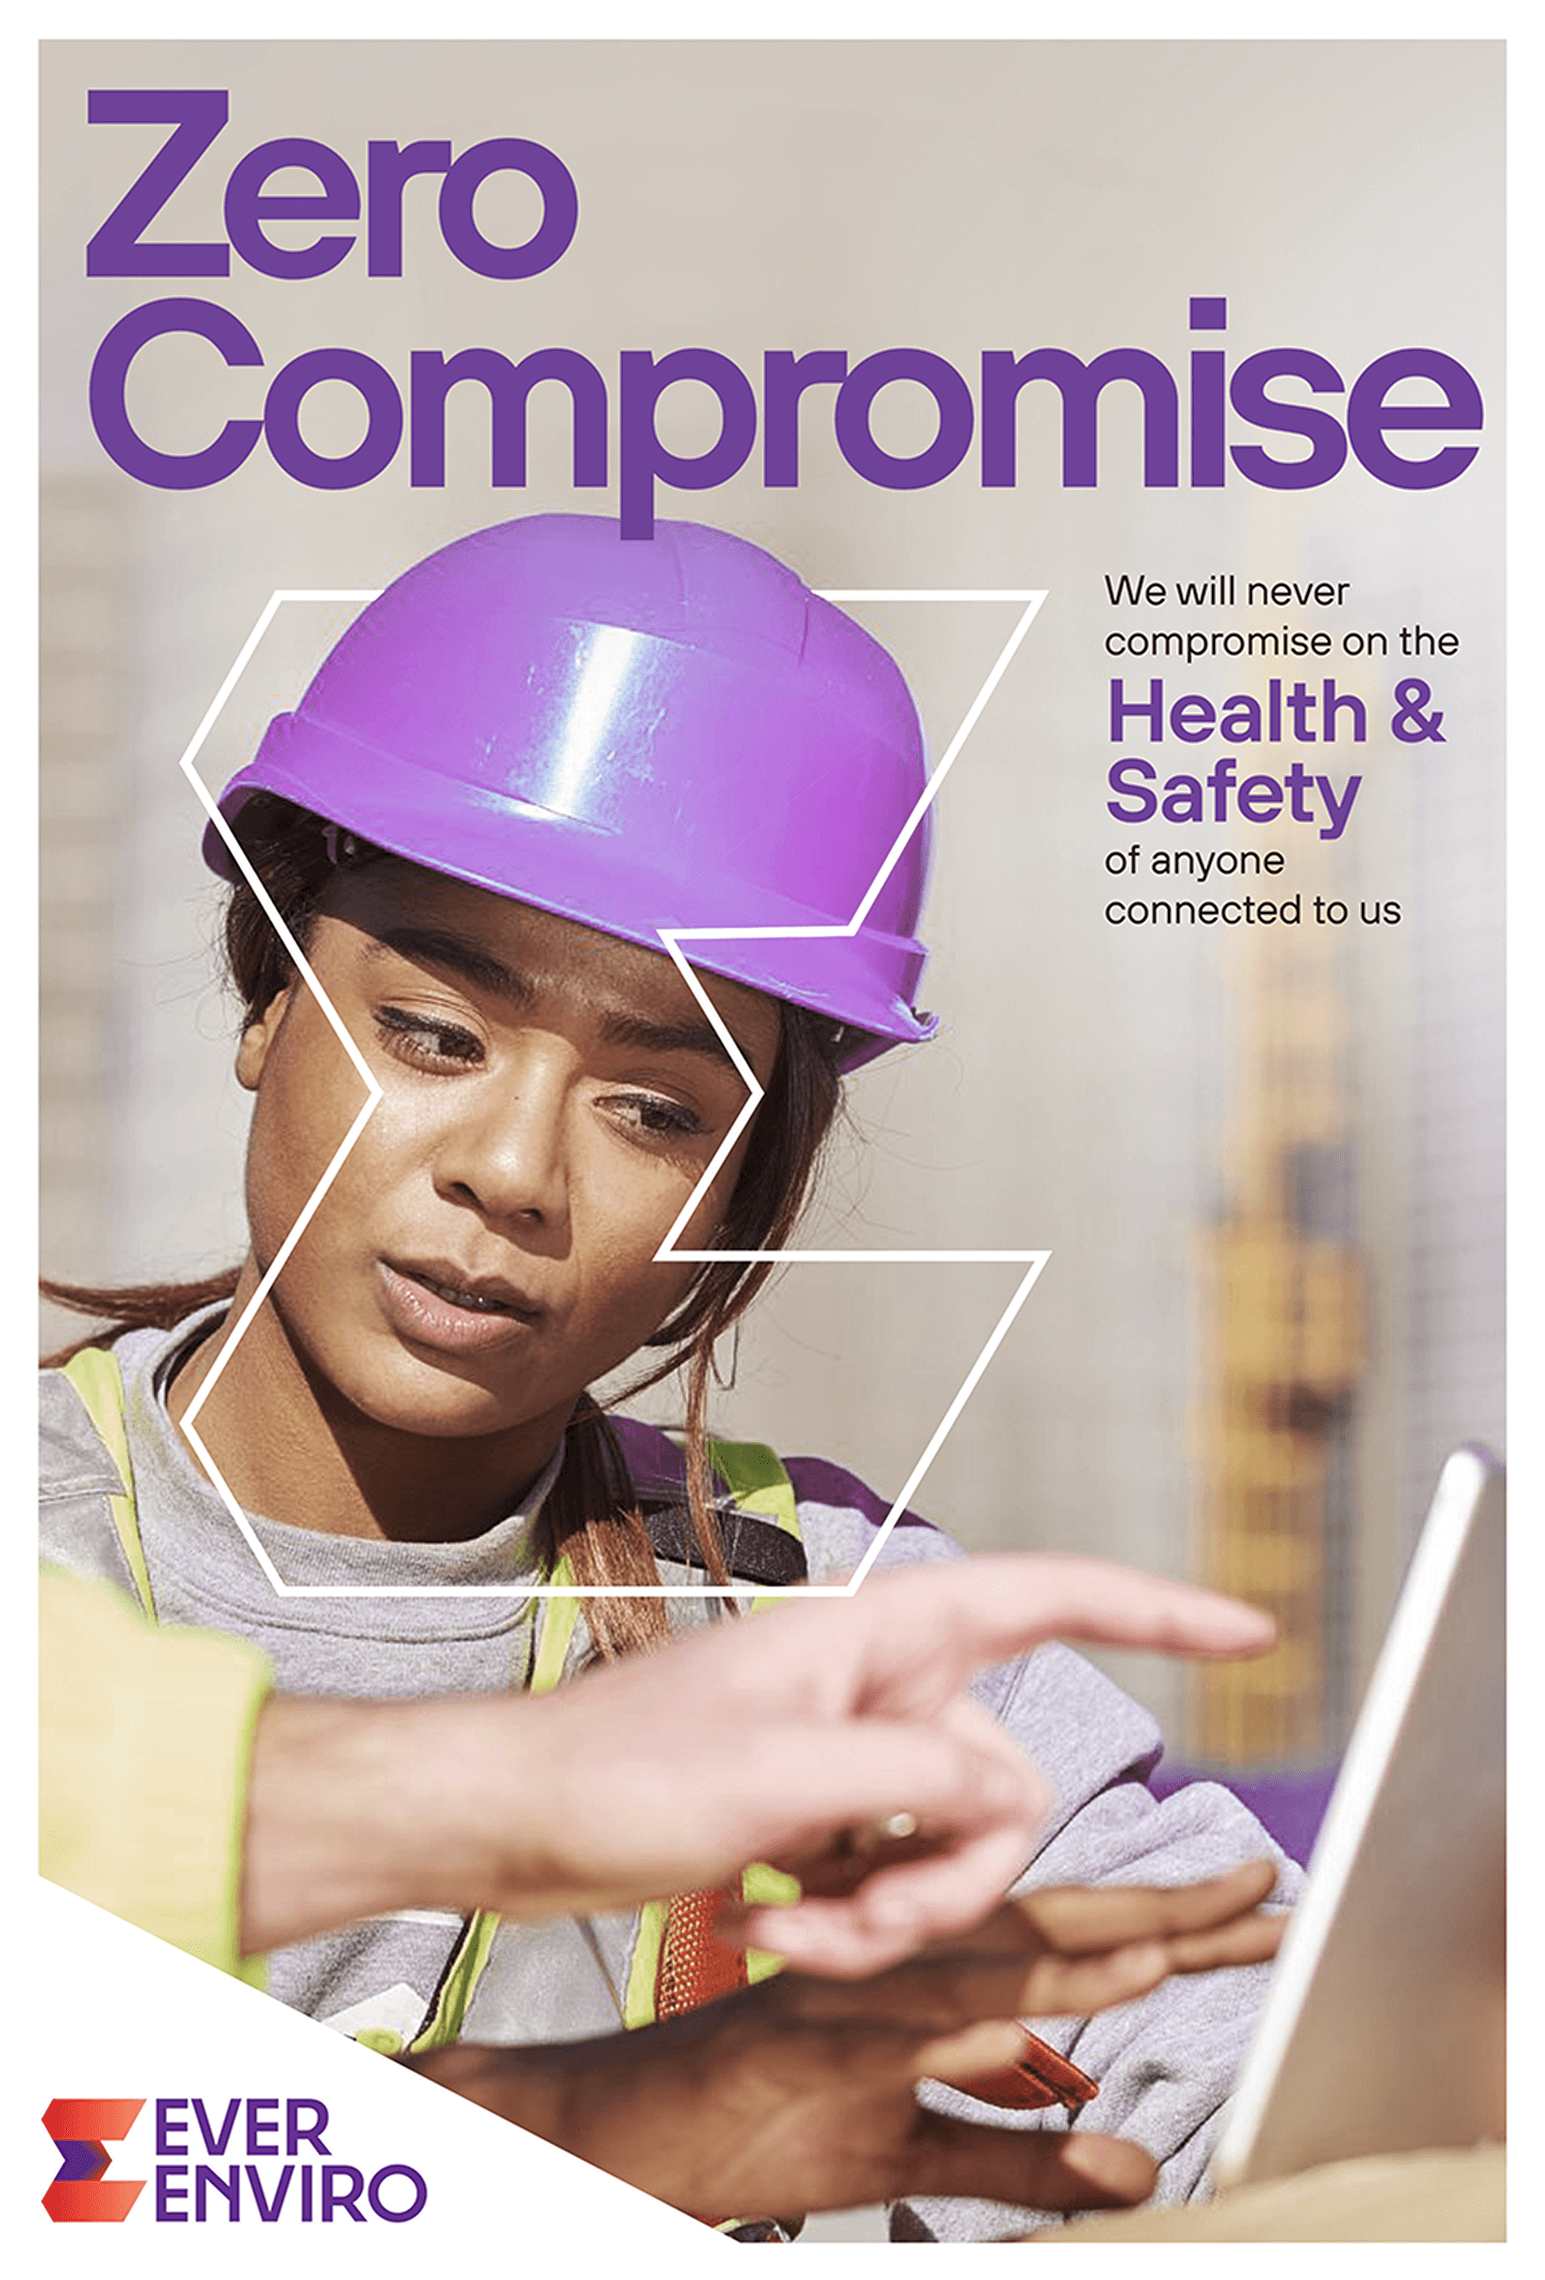 Zero
Compromise
We will never
compromise on the
Health &
Safety
of anyone
connected to us
EVER
ENVIRO